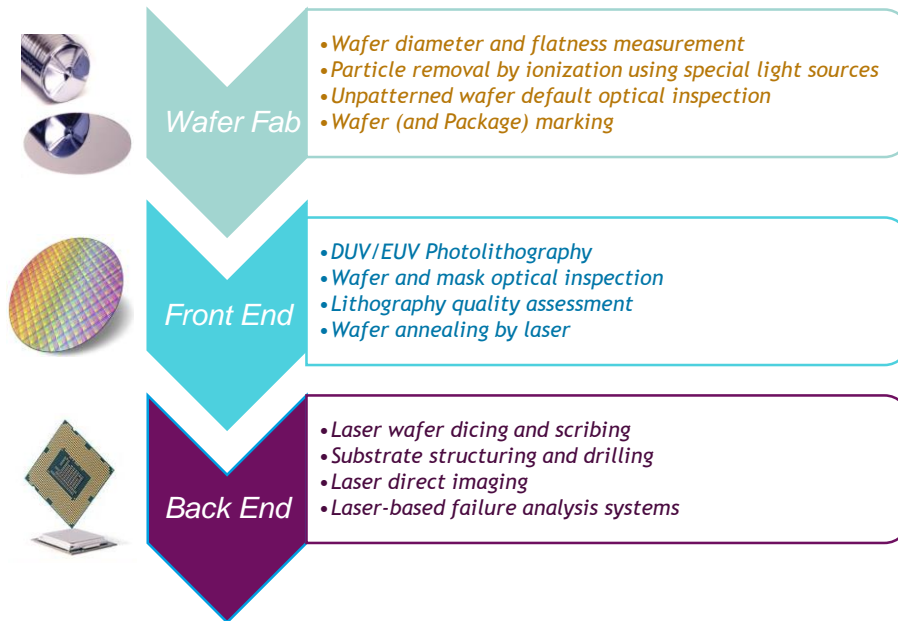 Wafer Fab
•Wafer diameter and flatness measurement
•Particle removal by ionization using special light sources
•Unpatterned wafer default optical inspection
•Wafer (and Package) marking
Front End
•DUV/EUV Photolithography
•Wafer and mask optical inspection
•Lithography quality assessment
•Wafer annealing by laser
Back End
•Laser wafer dicing and scribing
•Substrate structuring and drilling
•Laser direct imaging
•Laser-based failure analysis systems